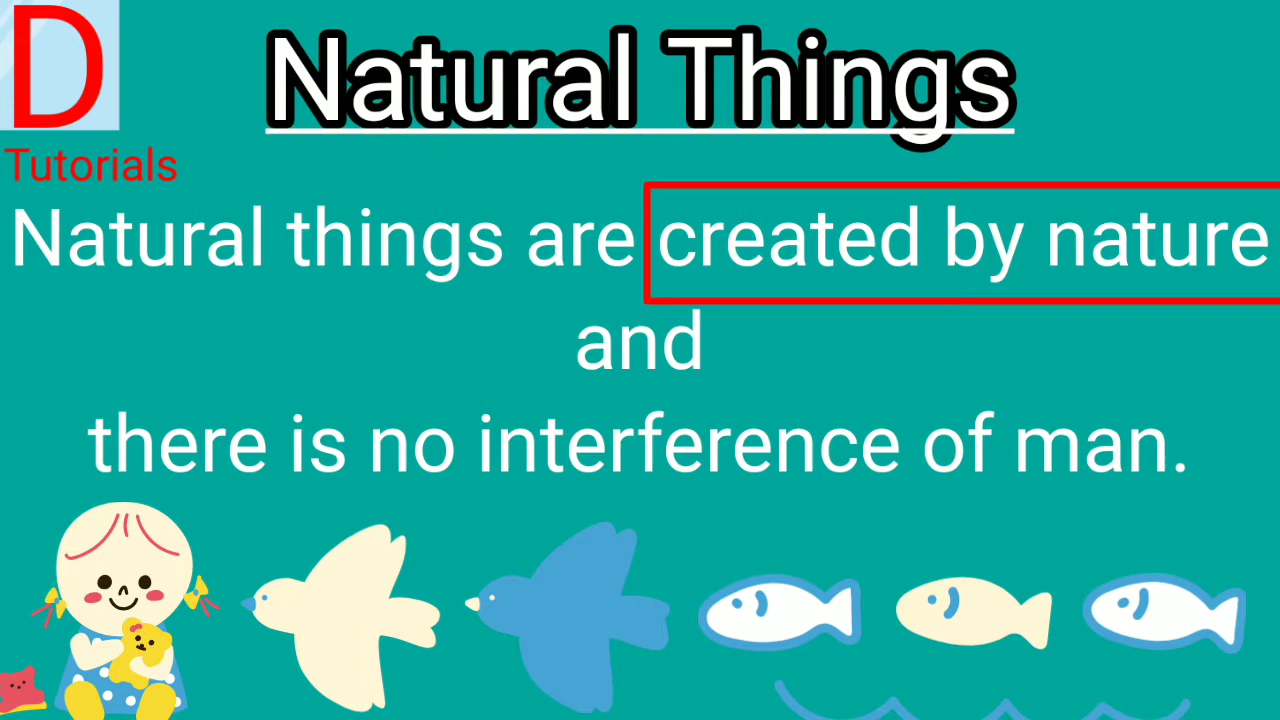 D
Tutorials
Natural Things
Natural things are created by nature
and
there is no interference of man.